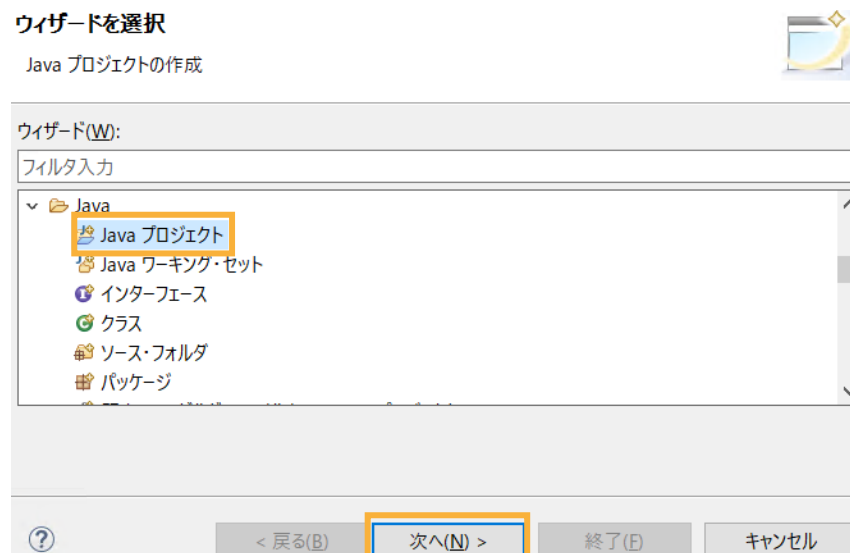 ウィザードを選択
Java プロジェクトの作成
ウィザード(W):
フィルタ入力
Java
Java プロジェクト
Java ワーキング・セット
インターフェース
クラス
ソース・フォルダ
パッケージ
< 戻る(B) 次へ(N) > 終了(F) キャンセル